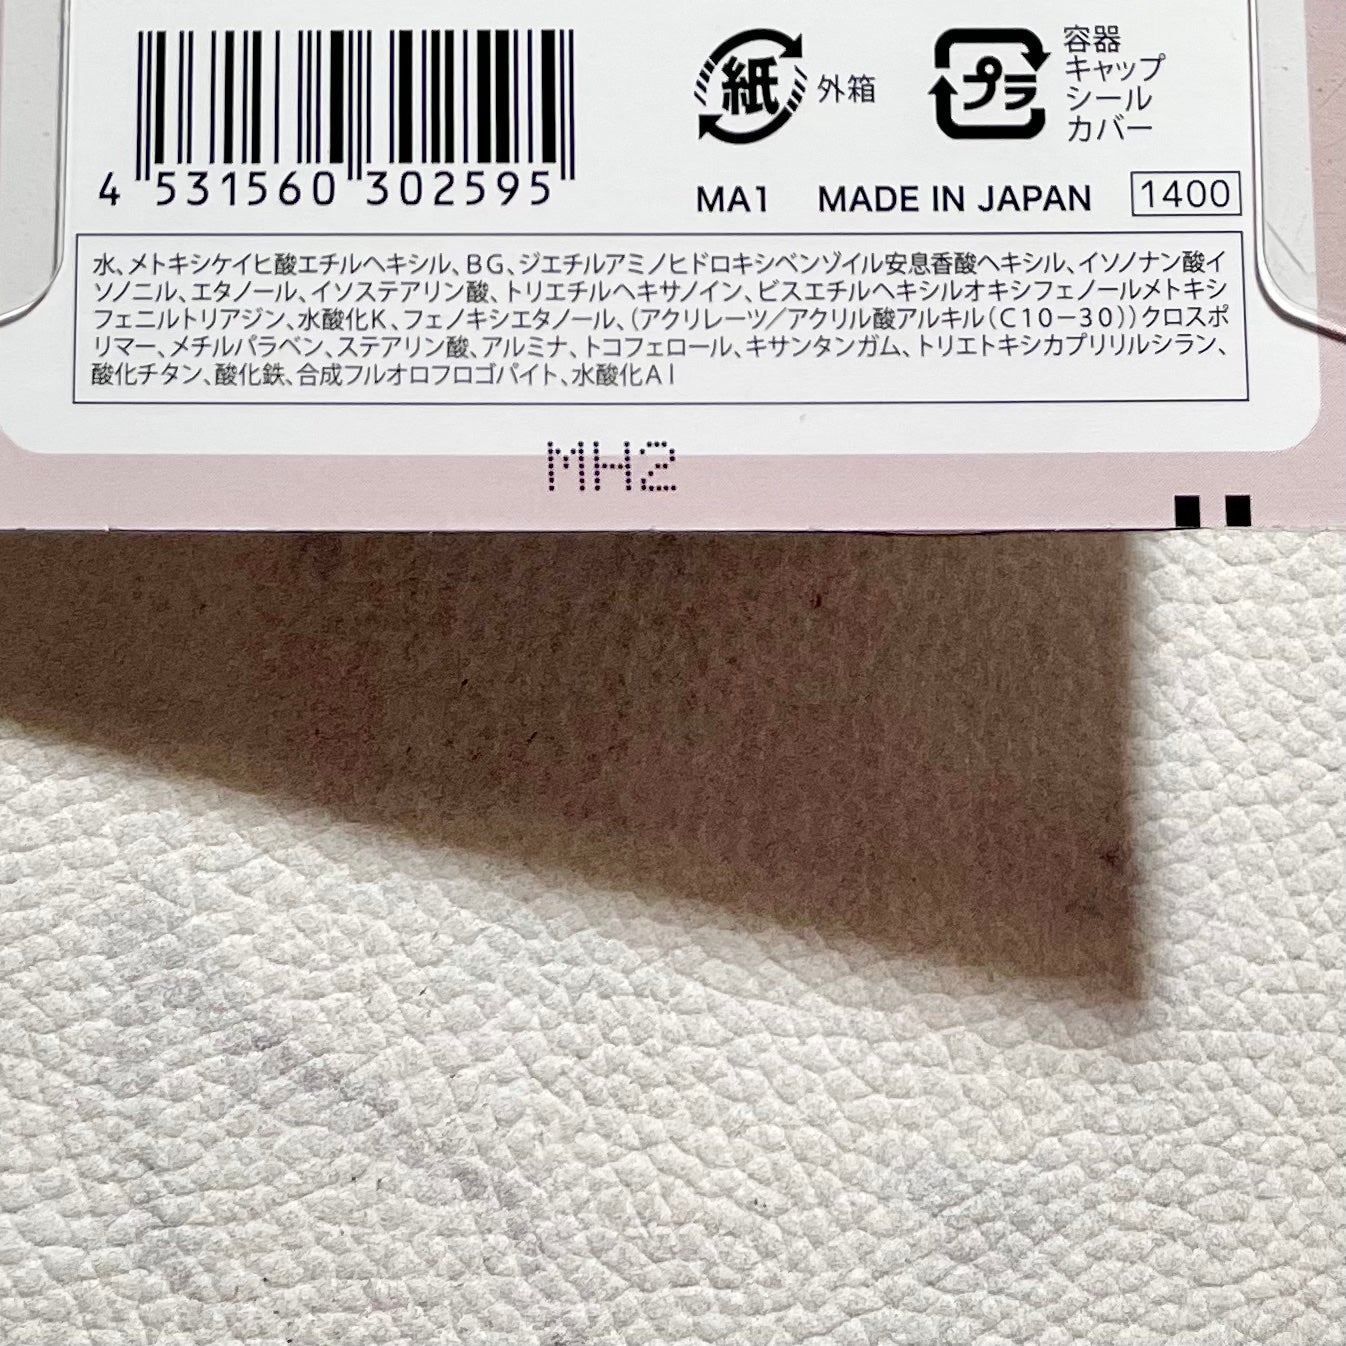 4 531560 302595
紙 外箱
プラ 容器
キャップ
シール
カバー
MA1 MADE IN JAPAN 1400
水、メトキシケイヒ酸エチルヘキシル、BG、ジエチルアミノヒドロキシベンゾイル安息香酸ヘキシル、イソノナン酸イ
ソノニル、エタノール、イソステアリン酸、トリエチルヘキサノイン、ビスエチルヘキシルオキシフェノールメトキシ
フェニルトリアジン、水酸化K、フェノキシエタノール、(アクリレーツ/アクリル酸アルキル(C10-30))クロスポ
リマー、メチルパラベン、ステアリン酸、アルミナ、トコフェロール、キサンタンガム、トリエトキシカプリリルシラン、
酸化チタン、酸化鉄、合成フルオロフロゴパイト、水酸化Al
MH2